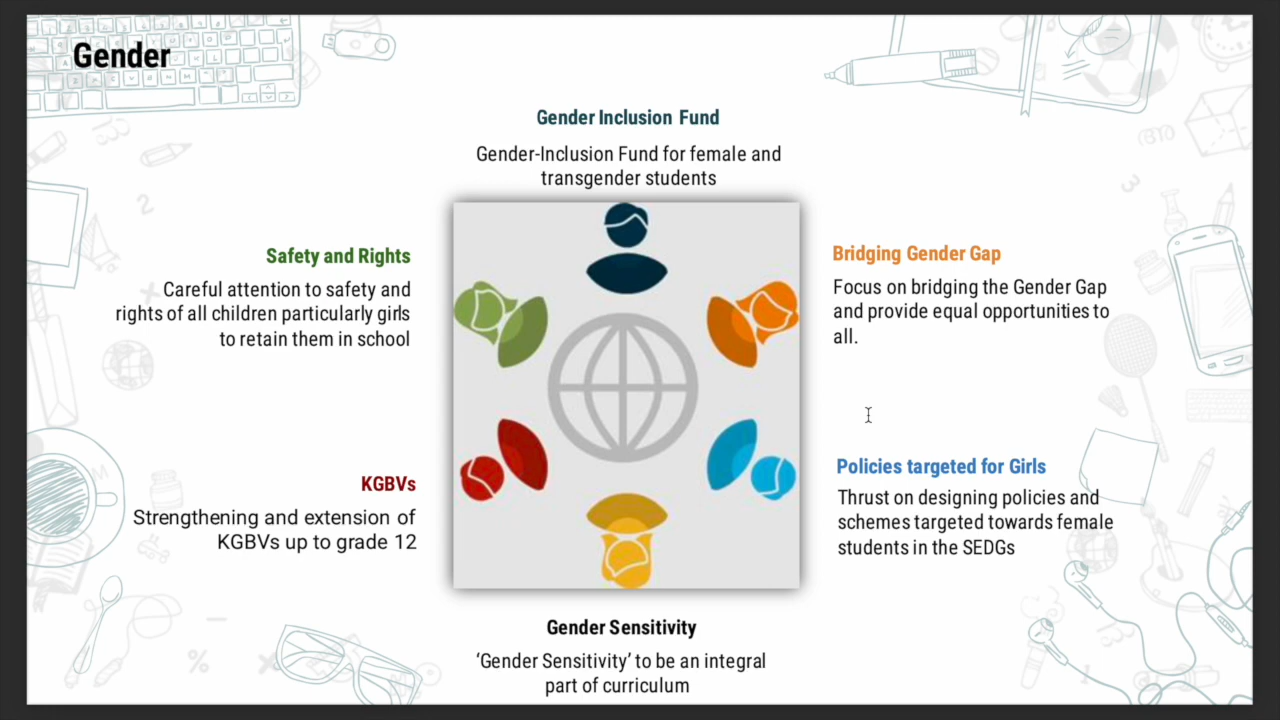 Gender
Gender Inclusion Fund
Gender-Inclusion Fund for female and
transgender students
Safety and Rights
Careful attention to safety and
rights of all children particularly girls
to retain them in school
Bridging Gender Gap
Focus on bridging the Gender Gap
and provide equal opportunities to
all.
KGBVs
Strengthening and extension of
KGBVs up to grade 12
Policies targeted for Girls
Thrust on designing policies and
schemes targeted towards female
students in the SEDGs
Gender Sensitivity
‘Gender Sensitivity’ to be an integral
part of curriculum